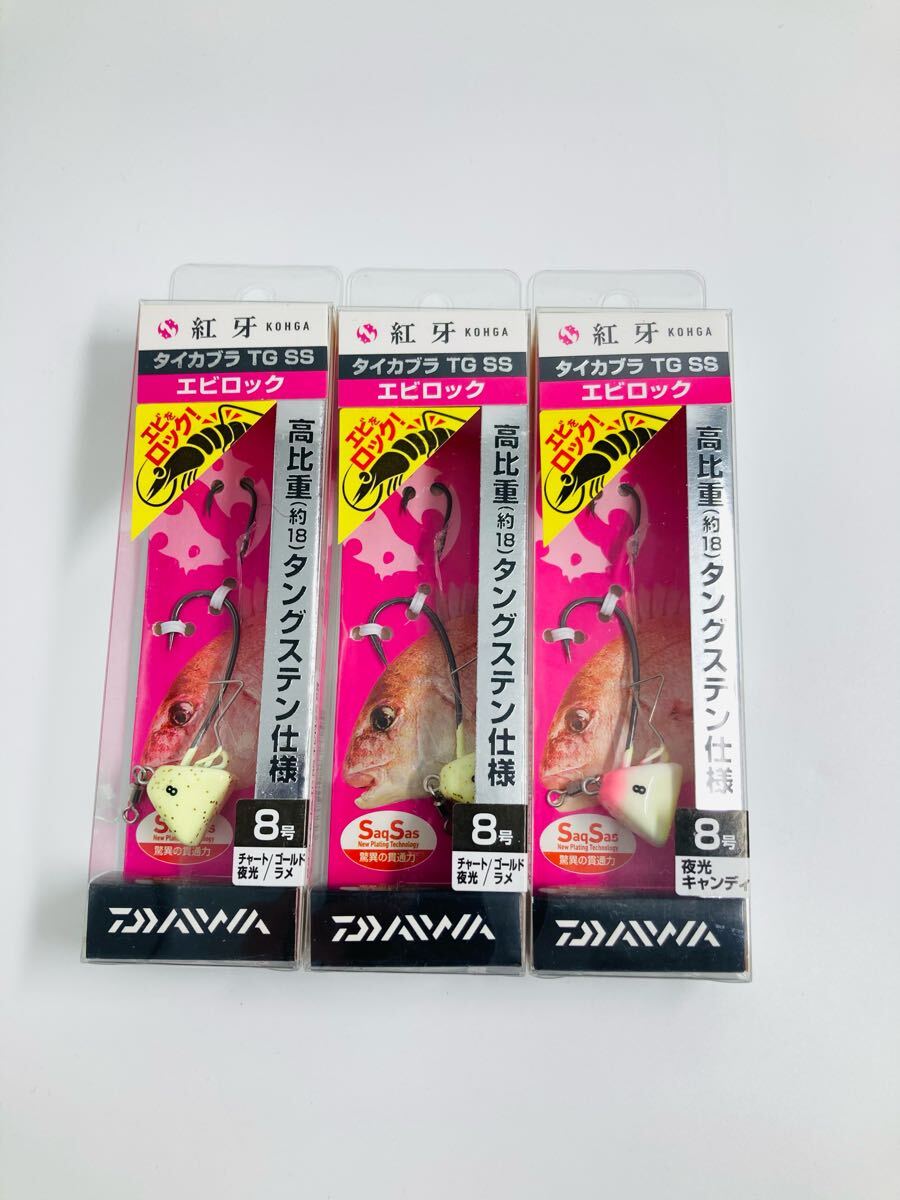 紅牙 KOHGA
タイカブラ TG SS
エビロック
エビを
ロック!
高比重(約18)タングステン仕様
8
SaqSas
New Plating Technology
驚異の貫通力
8号
チャート/ゴールド
夜光/ラメ
DAIWA
紅牙 KOHGA
タイカブラ TG SS
エビロック
エビを
ロック!
高比重(約18)タングステン仕様
8
SaqSas
New Plating Technology
驚異の貫通力
8号
チャート/ゴールド
夜光/ラメ
DAIWA
紅牙 KOHGA
タイカブラ TG SS
エビロック
エビを
ロック!
高比重(約18)タングステン仕様
8
SaqSas
New Plating Technology
驚異の貫通力
8号
夜光
キャンディ
DAIWA